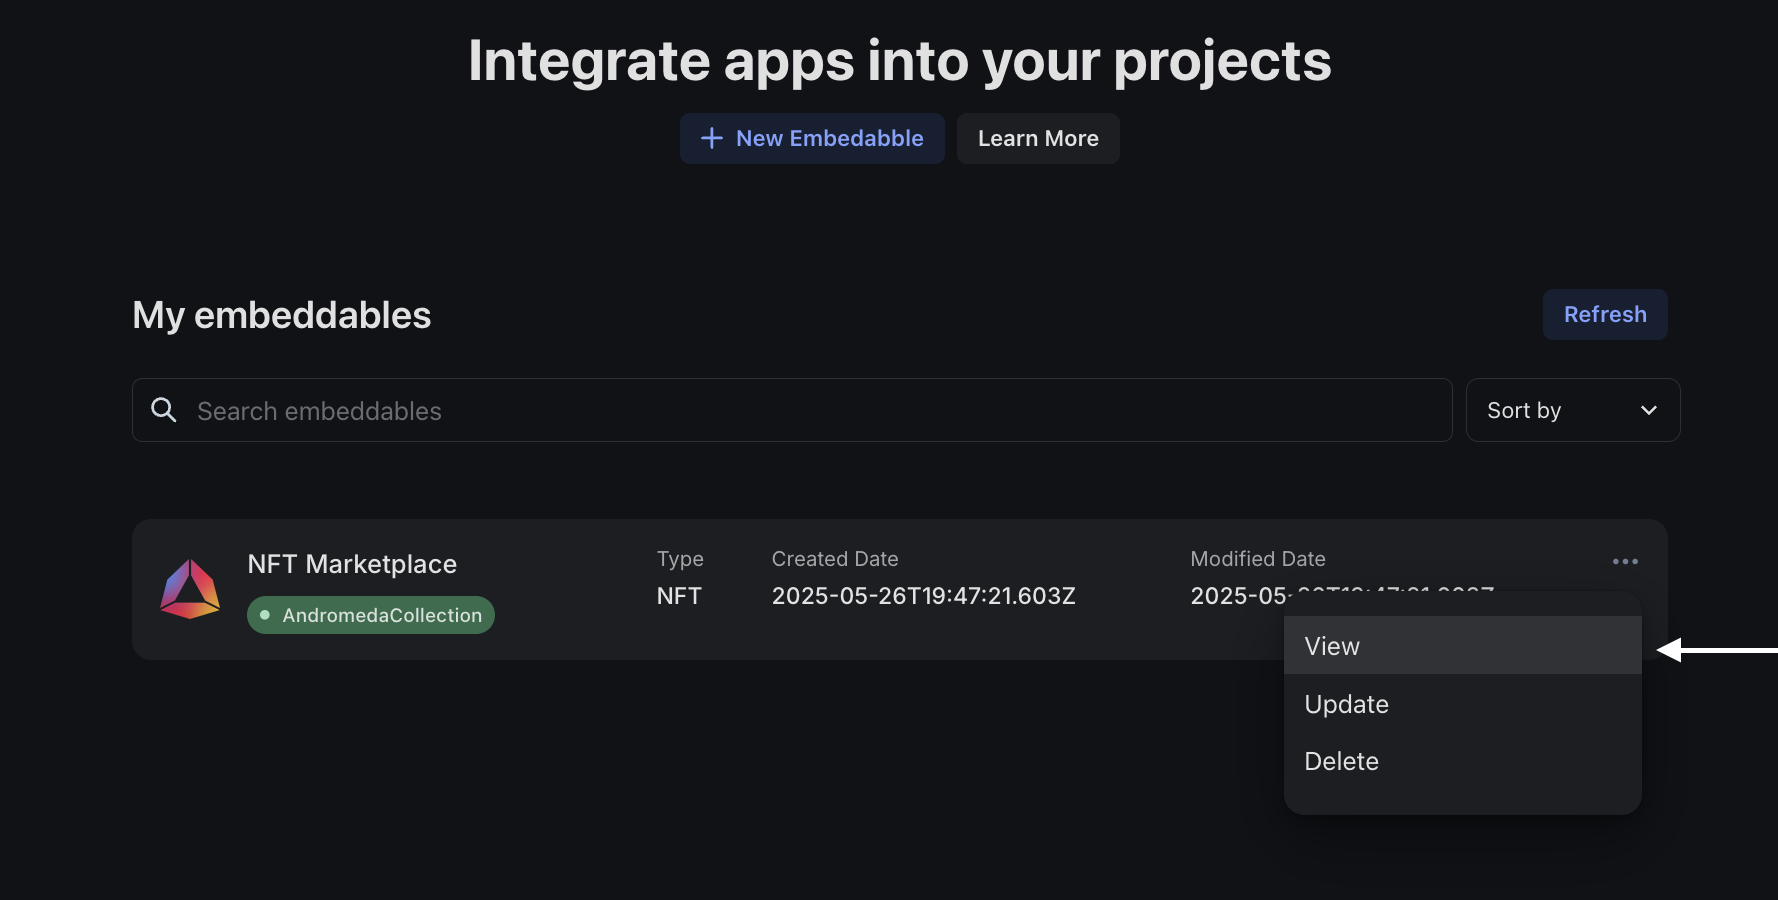 Integrate apps into your projects
New Embedabble
Learn More
My embeddables
Refresh
Search embeddables
Sort by
NFT Marketplace
AndromedaCollection
Type
NFT
Created Date
2025-05-26T19:47:21.603Z
Modified Date
2025-05-
View
Update
Delete